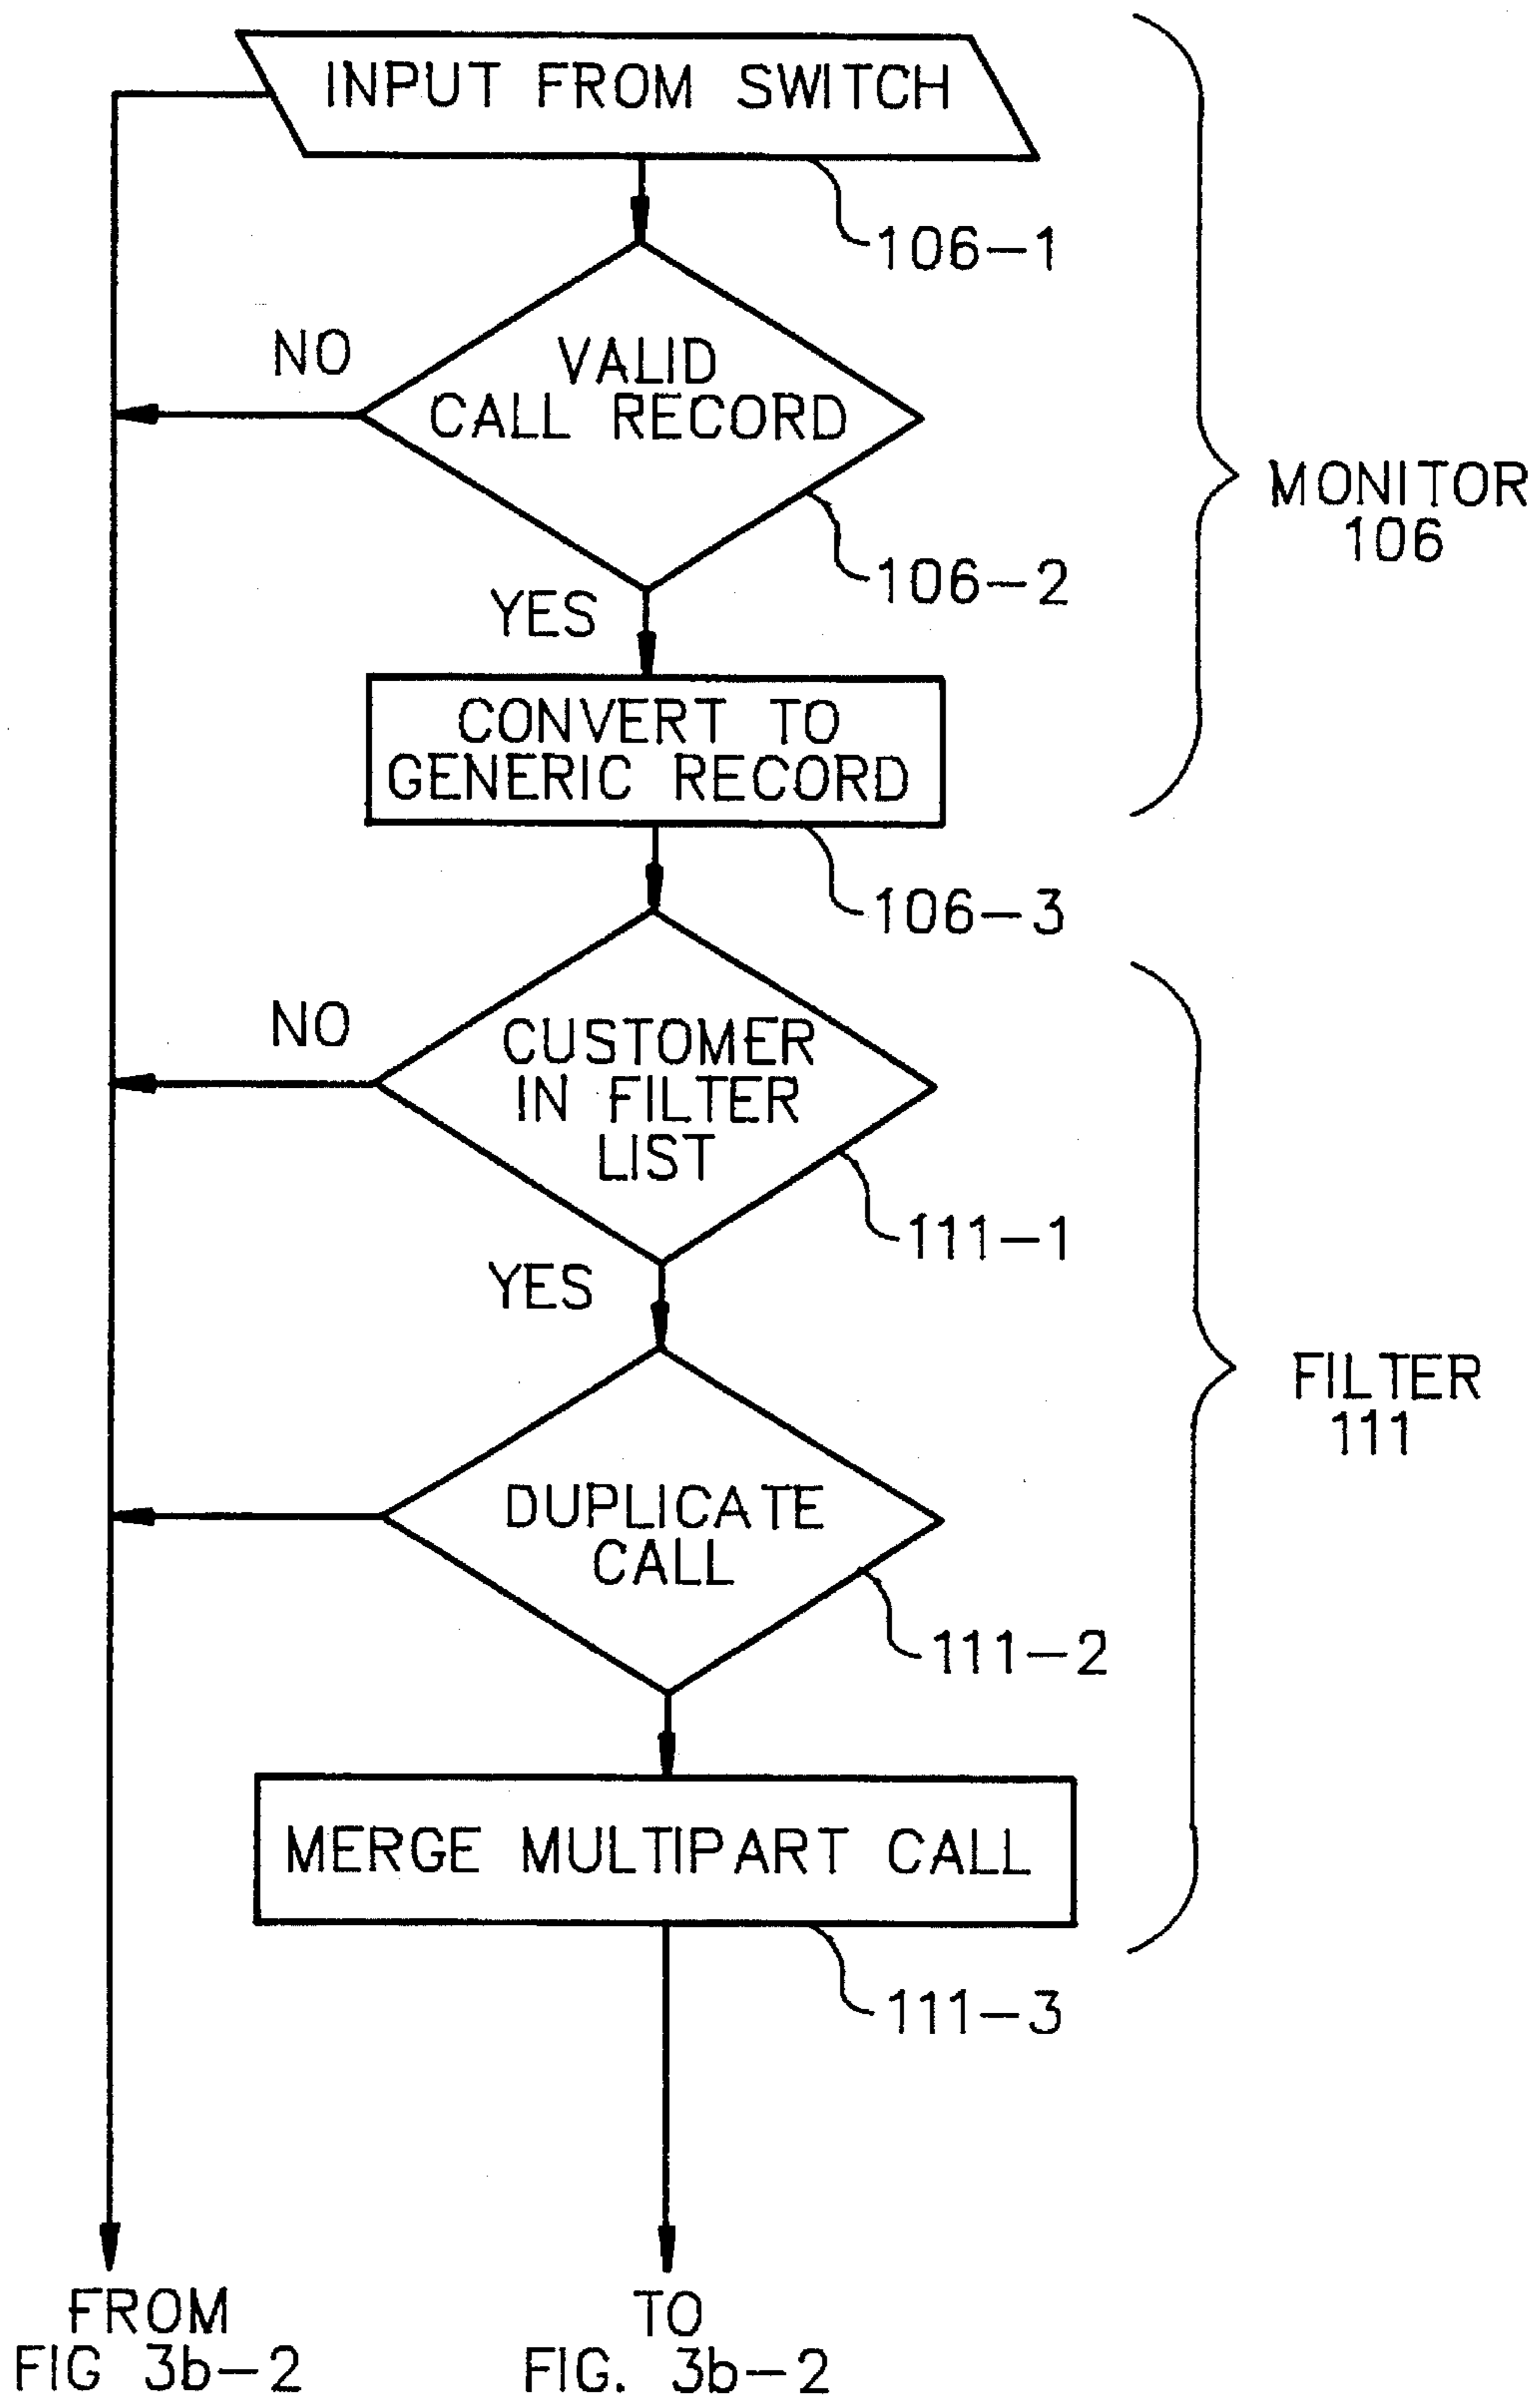 INPUT FROM SWITCH
106-1
NO
VALID
CALL RECORD
106-2
YES
MONITOR
106
CONVERT TO
GENERIC RECORD
106-3
NO
CUSTOMER
IN FILTER
LIST
111-1
YES
FILTER
111
DUPLICATE
CALL
111-2
MERGE MULTIPART CALL
111-3
FROM
FIG 3b-2
TO
FIG. 3b-2